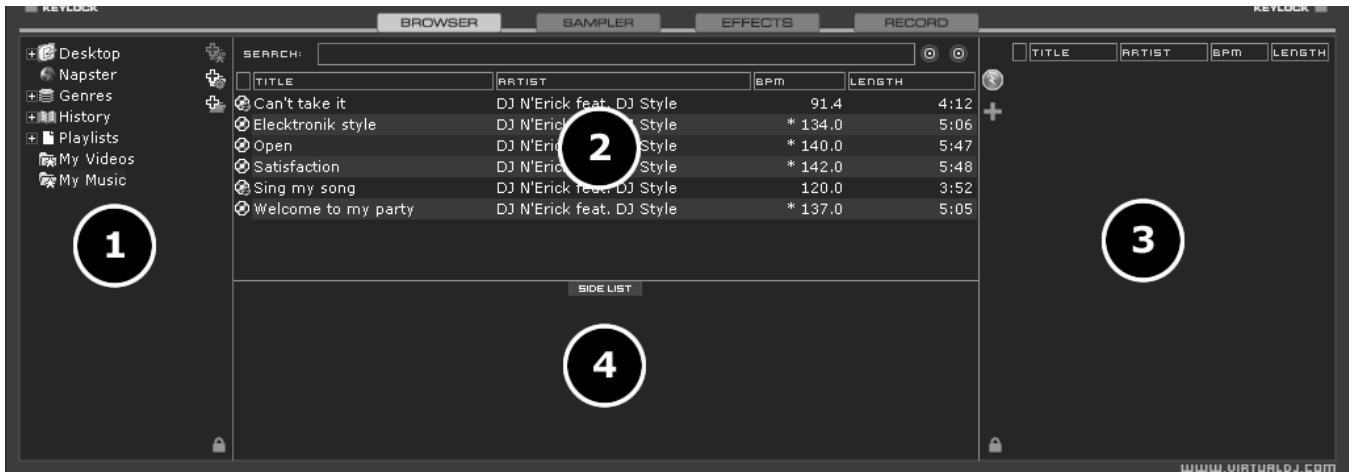 KEYLOCK KEYLOCK
BROWSER SAMPLER EFFECTS RECORD
Desktop
Napster
Genres
History
Playlists
My Videos
My Music
1
SEARCH:
TITLE ARTIST BPM LENGTH
Can't take it DJ N'Erick feat. DJ Style 91.4 4:12
Elecktronik style DJ N'Erick Style * 134.0 5:06
Open DJ N'Eri Style * 140.0 5:47
Satisfaction DJ N'Eric Style * 142.0 5:48
Sing my song DJ N'Erick feat. DJ Style 120.0 3:52
Welcome to my party DJ N'Erick feat. DJ Style * 137.0 5:05
2
SIDE LIST
4
TITLE ARTIST BPM LENGTH
3
WWW.VIRTUALDJ.COM